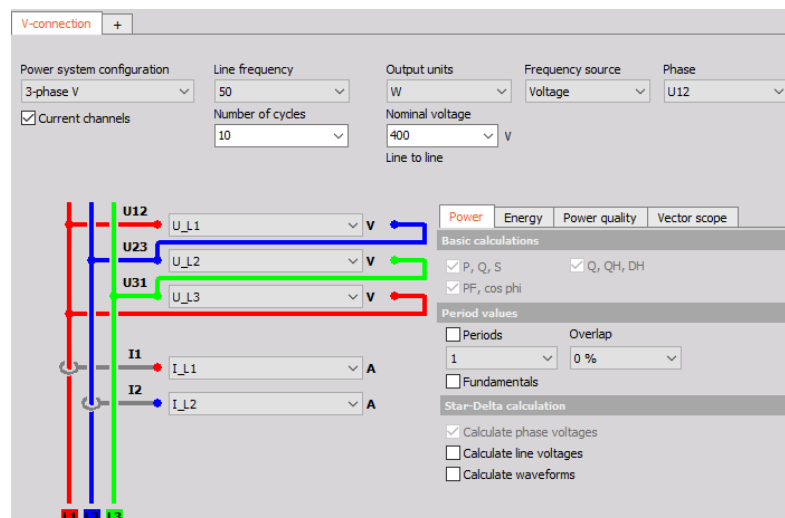 V-connection +
Power system configuration Line frequency Output units Frequency source Phase
3-phase V 50 W Voltage U12
Current channels Number of cycles Nominal voltage
10 400 V
Line to line
U12
U_L1 V
U23
U_L2 V
U31
U_L3 V
I1
I_L1 A
I2
I_L2 A
L1 L2 L3
Power Energy Power quality Vector scope
Basic calculations
P, Q, S Q, QH, DH
PF, cos phi
Period values
Periods Overlap
1 0 %
Fundamentals
Star-Delta calculation
Calculate phase voltages
Calculate line voltages
Calculate waveforms